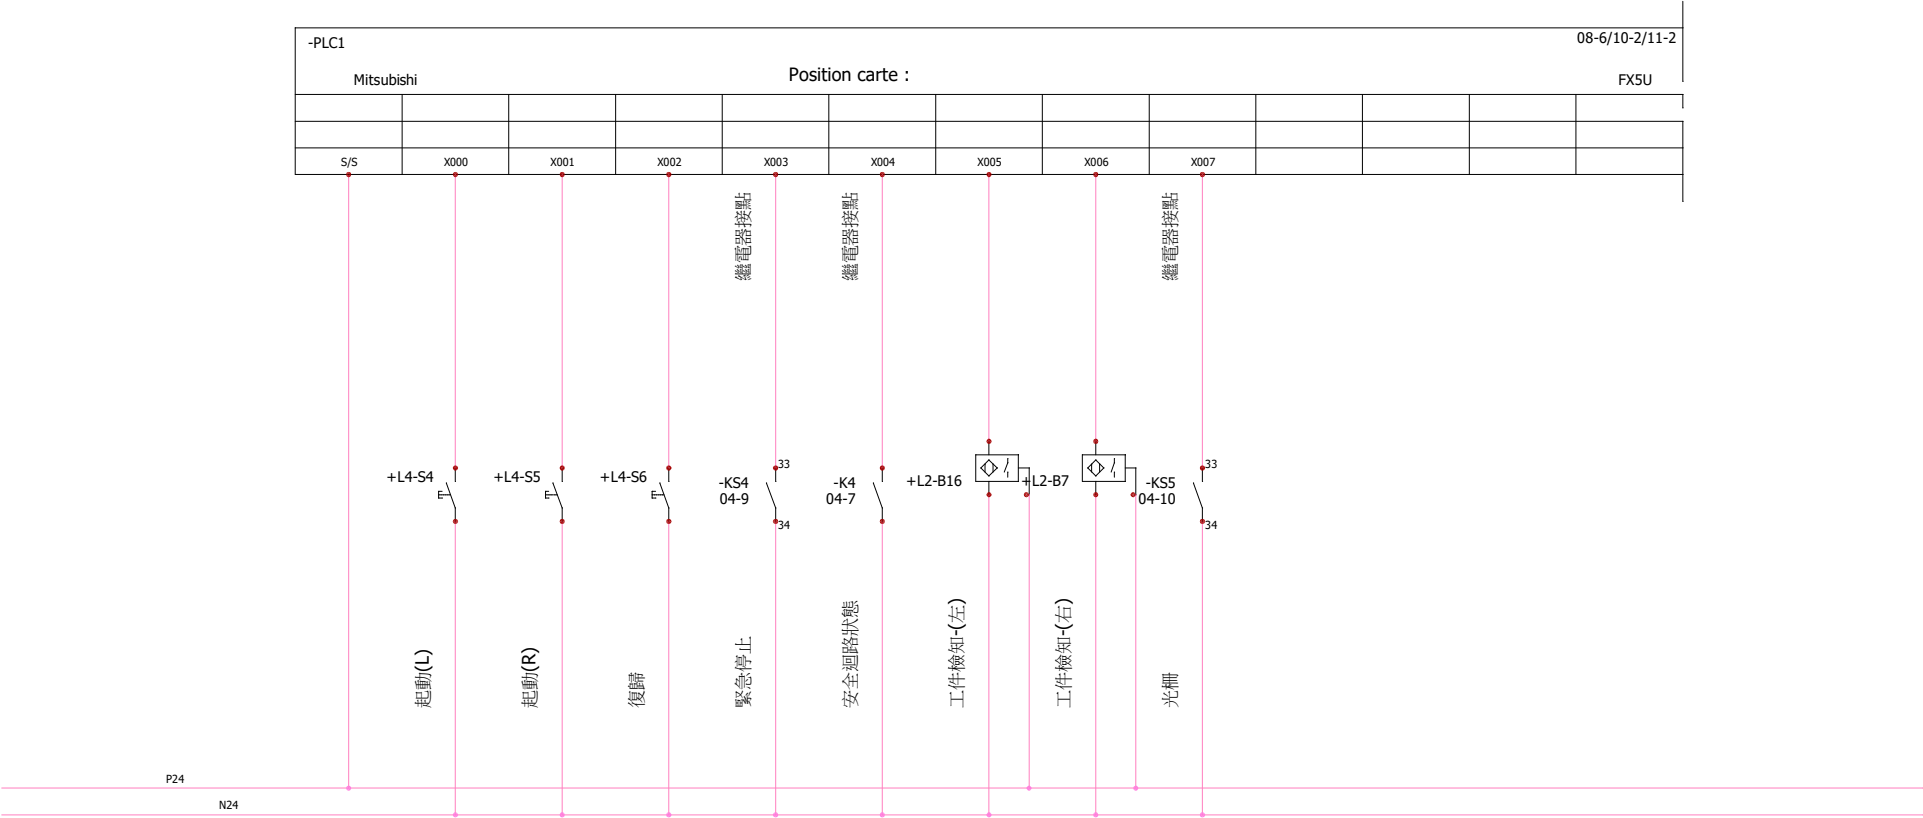 -PLC1
08-6/10-2/11-2
Mitsubishi
Position carte :
FX5U
S/S
X000
X001
X002
X003
X004
X005
X006
X007
繼電器接點
繼電器接點
繼電器接點
+L4-S4
+L4-S5
+L4-S6
-KS4
04-9
33
34
-K4
04-7
+L2-B16
+L2-B7
-KS5
04-10
33
34
起動(L)
起動(R)
復歸
緊急停止
安全迴路狀態
工件檢知-(左)
工件檢知-(右)
光柵
P24
N24